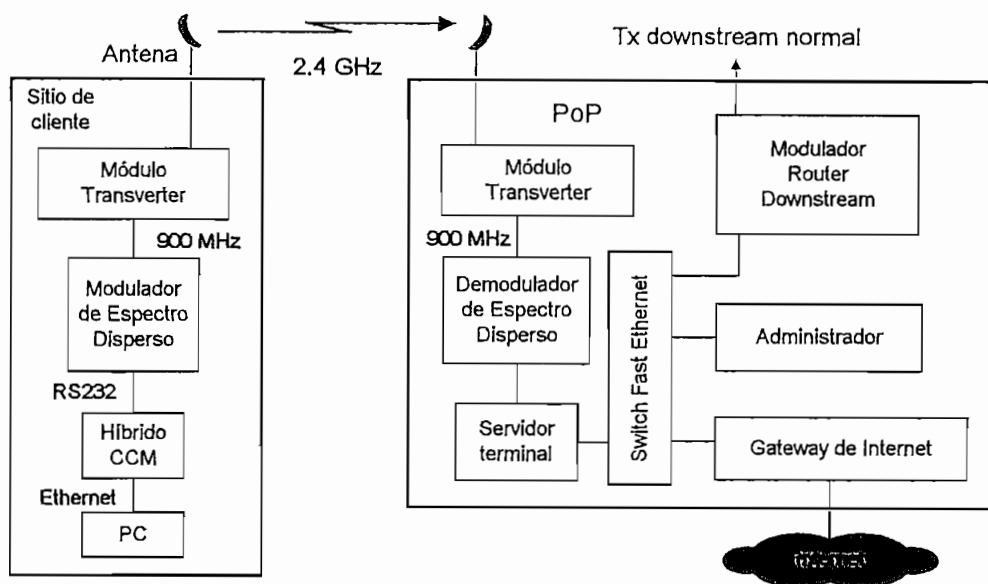 Antena
2.4 GHz
Tx downstream normal
Sitio de
cliente
Módulo
Transverter
900 MHz
Modulador
de Espectro
Disperso
RS232
Híbrido
CCM
Ethernet
PC
PoP
Módulo
Transverter
900 MHz
Demodulador
de Espectro
Disperso
Servidor
terminal
Switch Fast Ethernet
Modulador
Router
Downstream
Administrador
Gateway de Internet